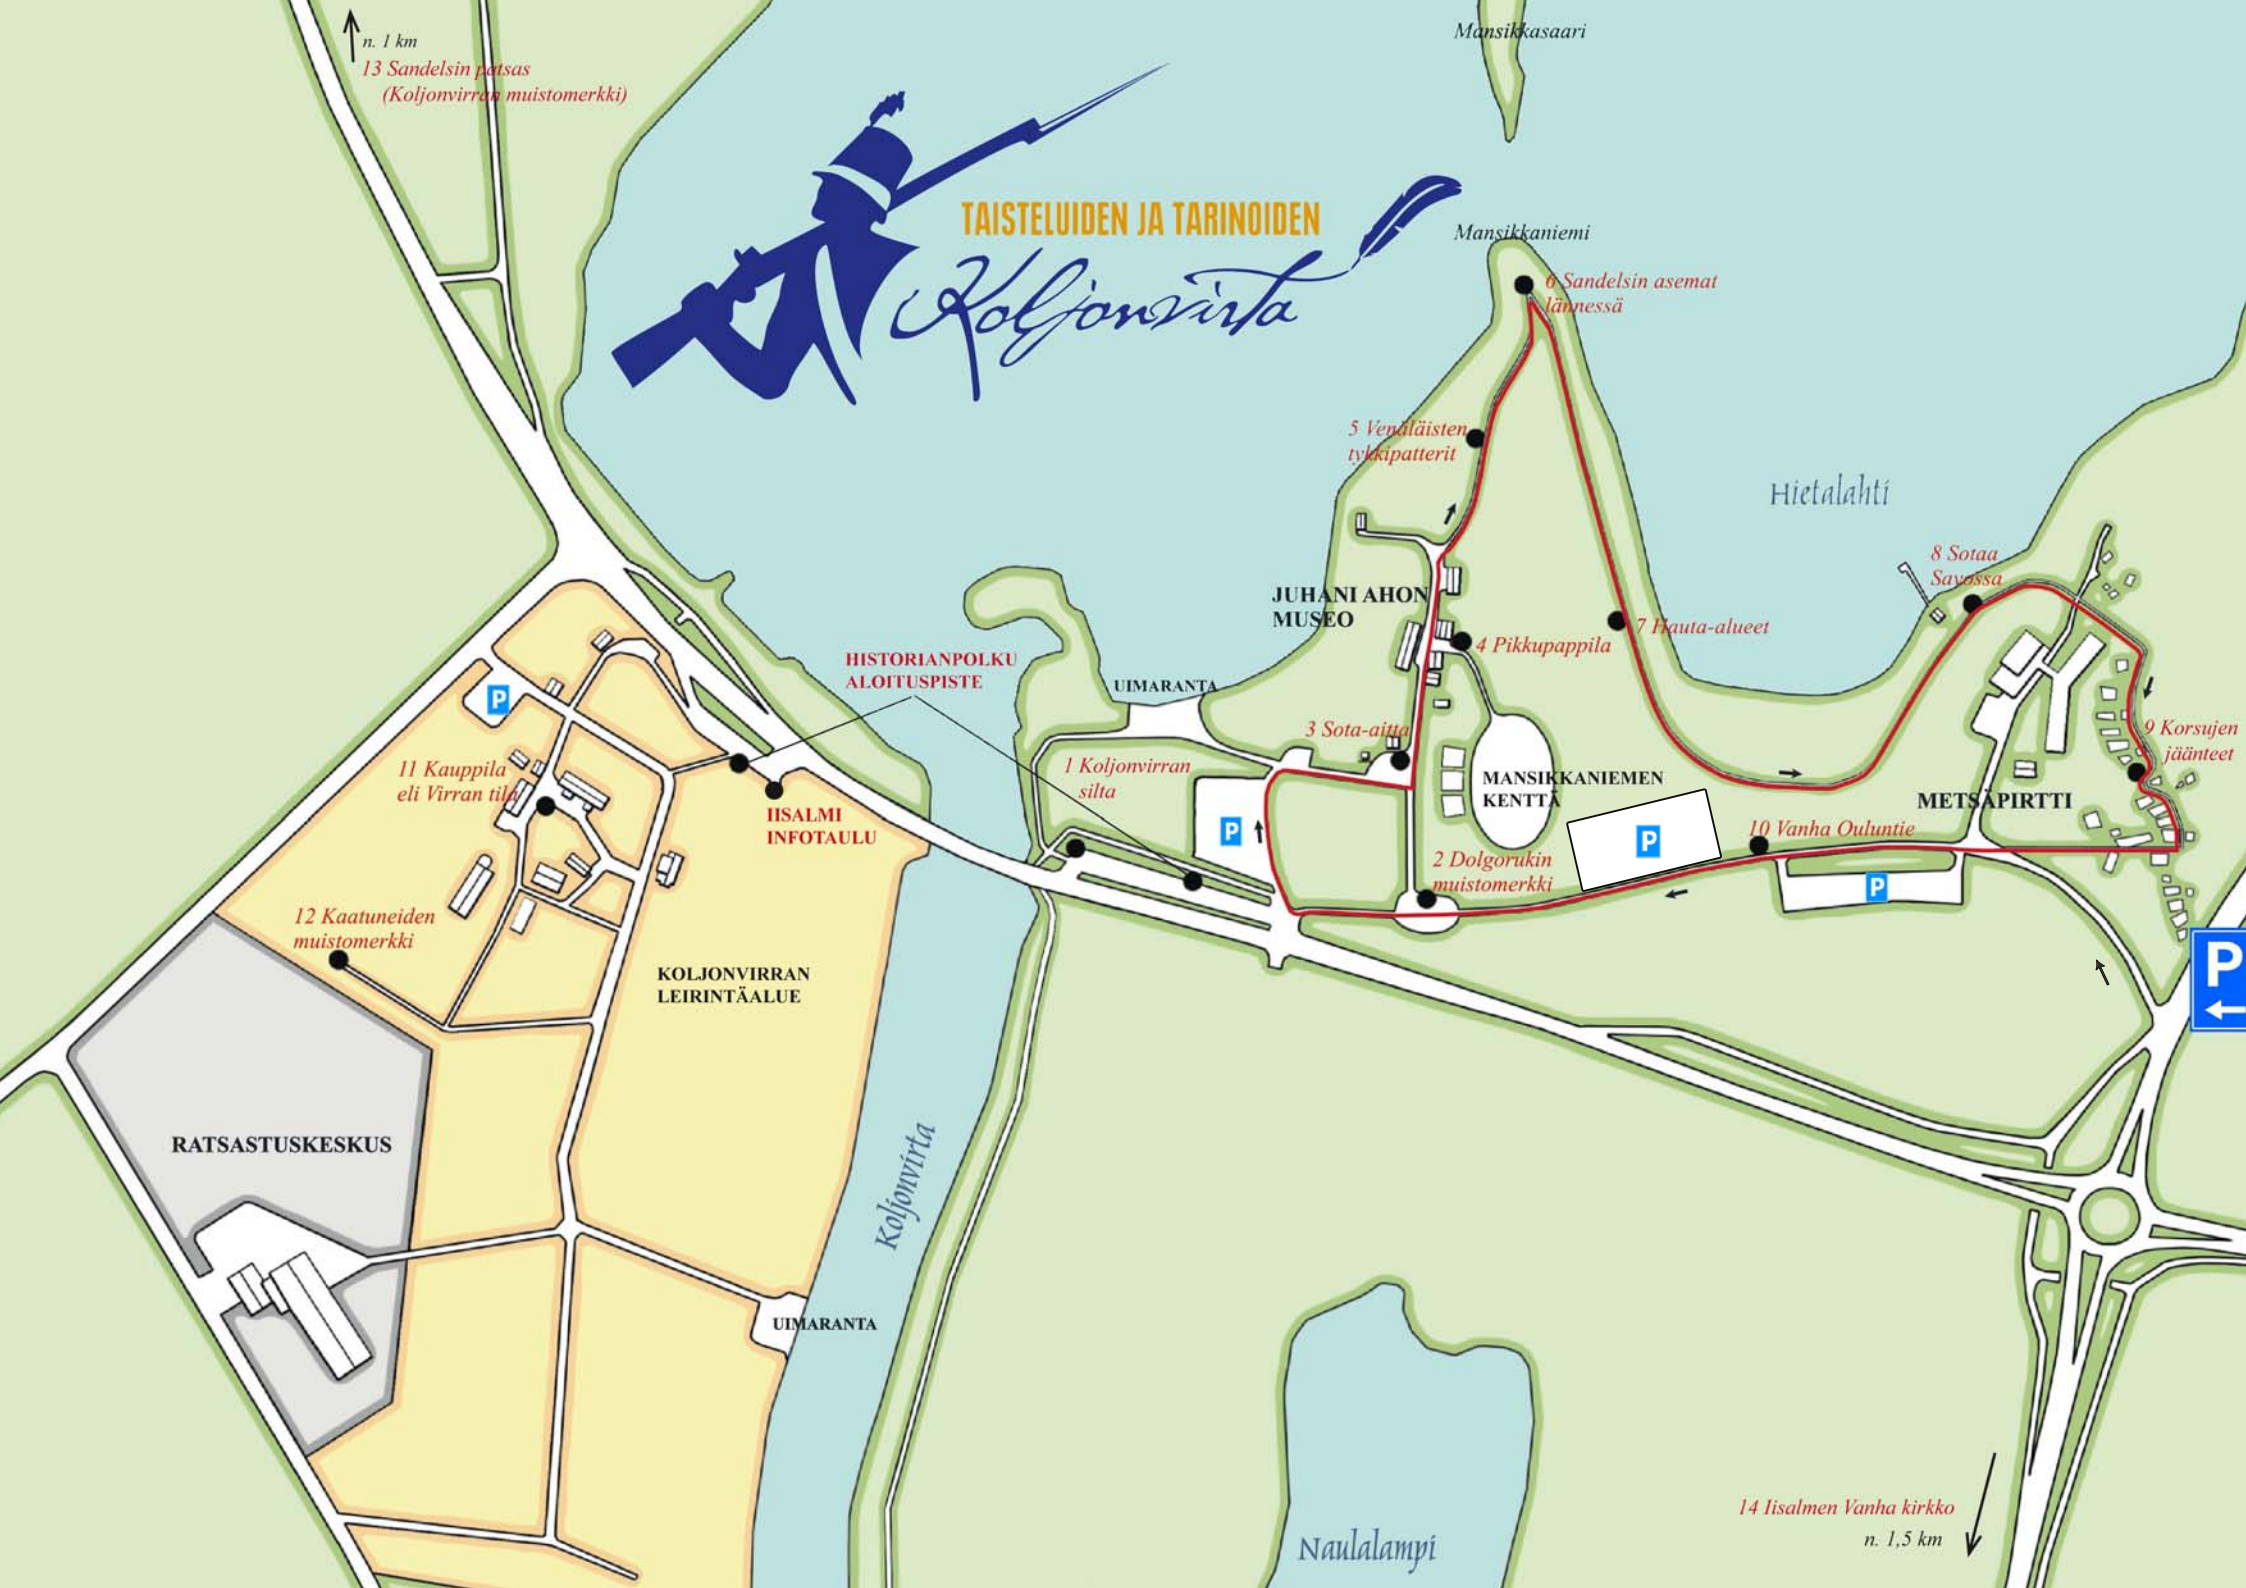 n. 1 km
13 Sandelsin patsas
(Koljonvirran muistomerkki)
Mansikkasaari
TAISTELUIDEN JA TARINOIDEN
Koljonvirta
Mansikkaniemi
6 Sandelsin asemat
lännessä
5 Venäläisten
tykkipatterit
Hietalahti
8 Sotaa
Savossa
JUHANI AHON
MUSEO
7 Hauta-alueet
4 Pikkupappila
HISTORIANPOLKU
ALOITUSPISTE
UIMARANTA
P
3 Sota-aitta
9 Korsujen
jäänteet
11 Kauppila
eli Virran tila
1 Koljonvirran
silta
MANSIKKANIEMEN
KENTTÄ
METSÄPIRTTI
IISALMI
INFOTAULU
P
P
10 Vanha Ouluntie
2 Dolgorukin
muistomerkki
P
12 Kaatuneiden
muistomerkki
KOLJONVIRRAN
LEIRINTÄALUE
P
RATSASTUSKESKUS
Koljonvirta
UIMARANTA
14 Iisalmen Vanha kirkko
n. 1,5 km
Naulalampi